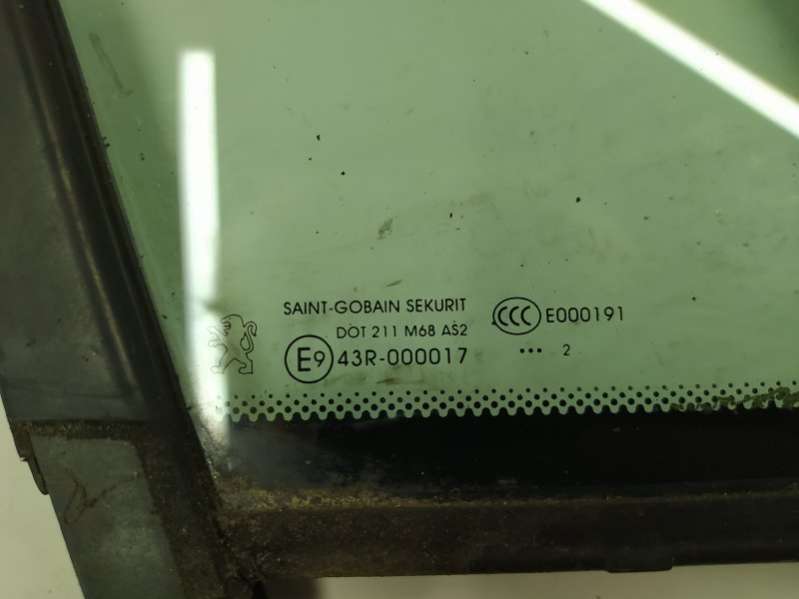 SAINT-GOBAIN SEKURIT
DOT 211 M68 AS2
E9 43R-000017
CCC E000191
... 2